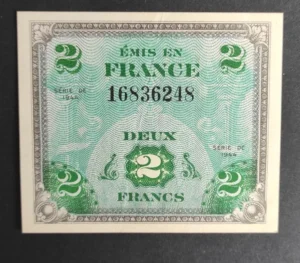 2 ÉMIS EN 2
FRANCE
16836248
SÉRIE DE 1944
DEUX
SÉRIE DE 1944
2
2 FRANCS 2